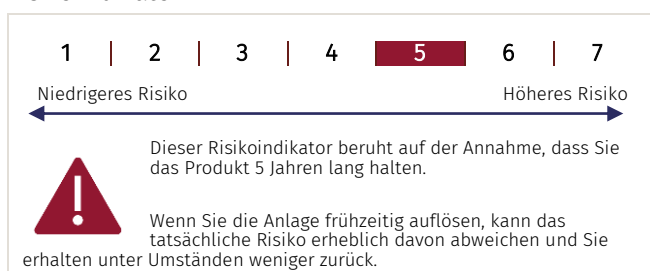 1 | 2 | 3 | 4 | 5 | 6 | 7
Niedrigeres Risiko Höheres Risiko
Dieser Risikoindikator beruht auf der Annahme, dass Sie
das Produkt 5 Jahren lang halten.
Wenn Sie die Anlage frühzeitig auflösen, kann das
tatsächliche Risiko erheblich davon abweichen und Sie
erhalten unter Umständen weniger zurück.